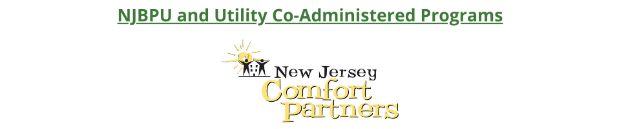 NJBPU and Utility Co-Administered Programs
New Jersey
Comfort
Partners